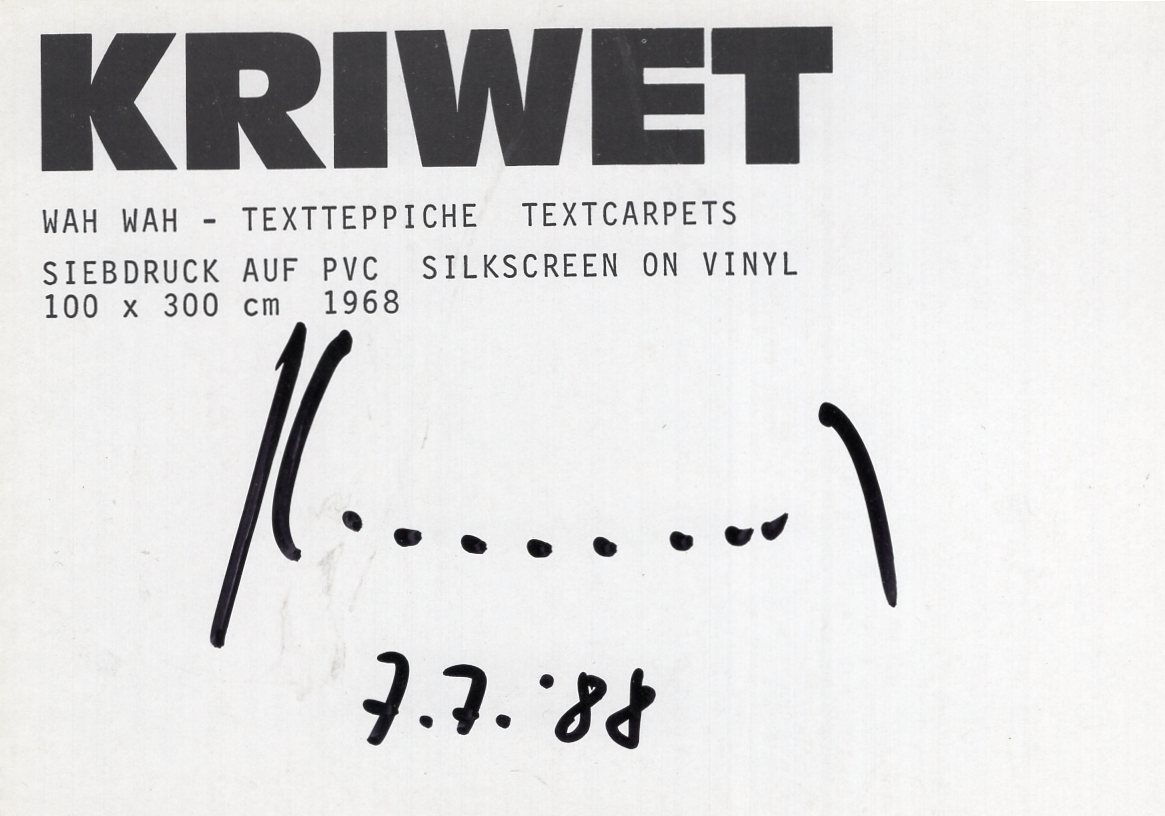 KRIWET
WAH WAH - TEXTTEPPICHE TEXTCARPETS
SIEBDRUCK AUF PVC SILKSCREEN ON VINYL
100 x 300 cm 1968
7.7.'88